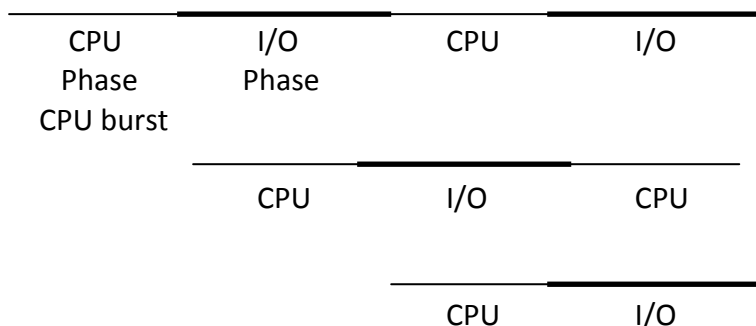 CPU I/O CPU I/O
Phase Phase
CPU burst
CPU I/O CPU
CPU I/O